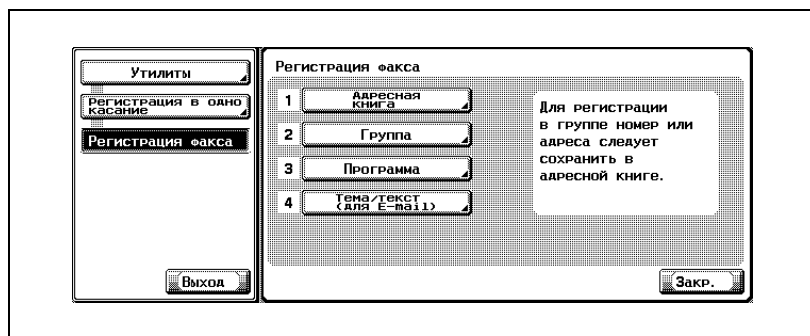 Утилиты
Регистрация в одно
касание
Регистрация факса
Выход
Регистрация факса
1 Адресная
книга
2 Группа
3 Программа
4 Тема/текст
(для E-mail)
Для регистрации
в группе номер или
адреса следует
сохранить в
адресной книге.
Закр.